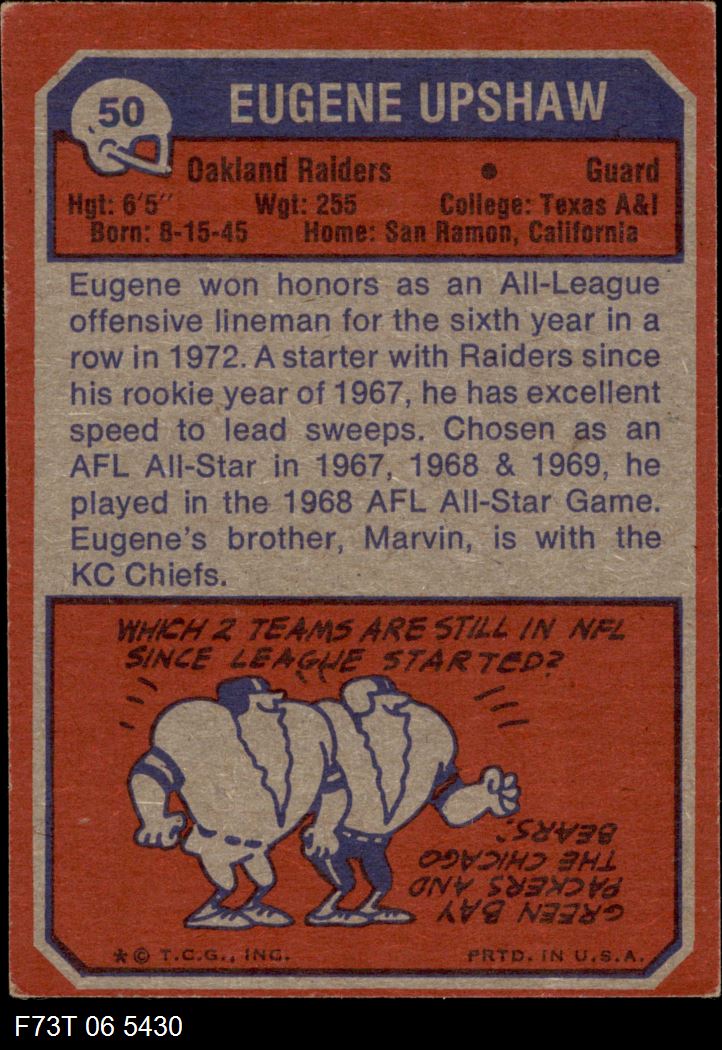 50
EUGENE UPSHAW
Oakland Raiders • Guard
Hgt: 6'5" Wgt: 255 College: Texas A&I
Born: 8-15-45 Home: San Ramon, California
Eugene won honors as an All-League
offensive lineman for the sixth year in a
row in 1972. A starter with Raiders since
his rookie year of 1967, he has excellent
speed to lead sweeps. Chosen as an
AFL All-Star in 1967, 1968 & 1969, he
played in the 1968 AFL All-Star Game.
Eugene's brother, Marvin, is with the
KC Chiefs.
WHICH 2 TEAMS ARE STILL IN NFL
SINCE LEAGUE STARTED?
GREEN BAY
PACKERS AND
THE CHICAGO
BEARS.
* © T.C.G., INC. PRTD. IN U.S.A.
F73T 06 5430